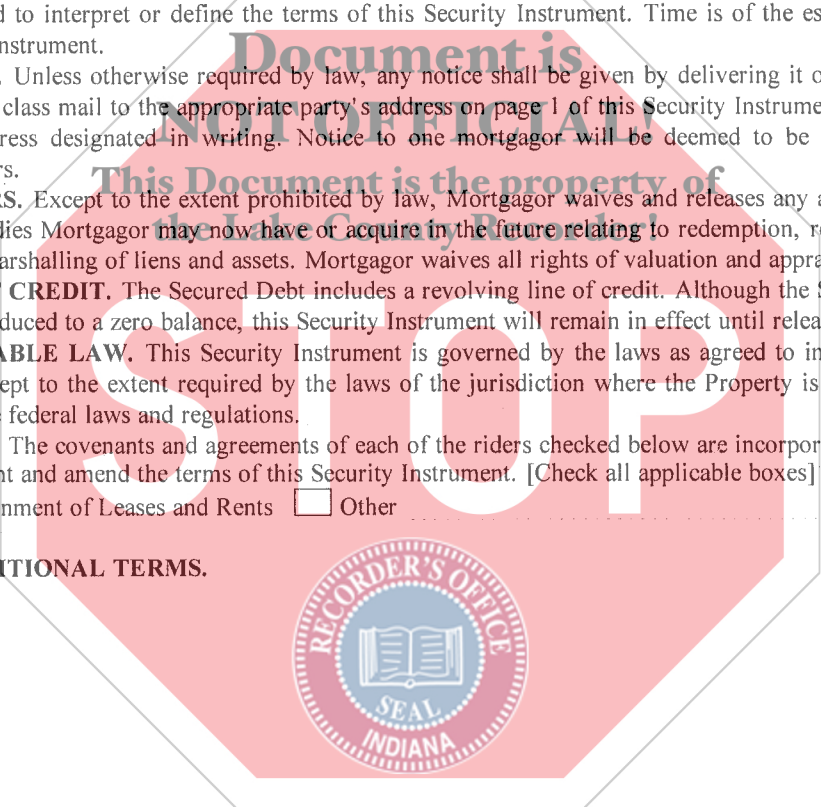 d to interpret or define the terms of this Security Instrument. Time is of the es
nstrument.
Document is
. Unless otherwise required by law, any notice shall be given by delivering it o
class mail to the appropriate party's address on page 1 of this Security Instrume
NOT OFFICIAL!
ress designated in writing. Notice to one mortgagor will be deemed to be
rs.
This Document is the property of
RS. Except to the extent prohibited by law, Mortgagor waives and releases any a
dies Mortgagor may now have or acquire in the future relating to redemption, r
the Lake County Recorder!
arshalling of liens and assets. Mortgagor waives all rights of valuation and appra
CREDIT. The Secured Debt includes a revolving line of credit. Although the S
duced to a zero balance, this Security Instrument will remain in effect until relea
ABLE LAW. This Security Instrument is governed by the laws as agreed to in
ept to the extent required by the laws of the jurisdiction where the Property is
federal laws and regulations.
STOP
The covenants and agreements of each of the riders checked below are incorpor
nt and amend the terms of this Security Instrument. [Check all applicable boxes]
nment of Leases and Rents Other
ITIONAL TERMS.
RECORDER'S OFFICE
SEAL
INDIANA